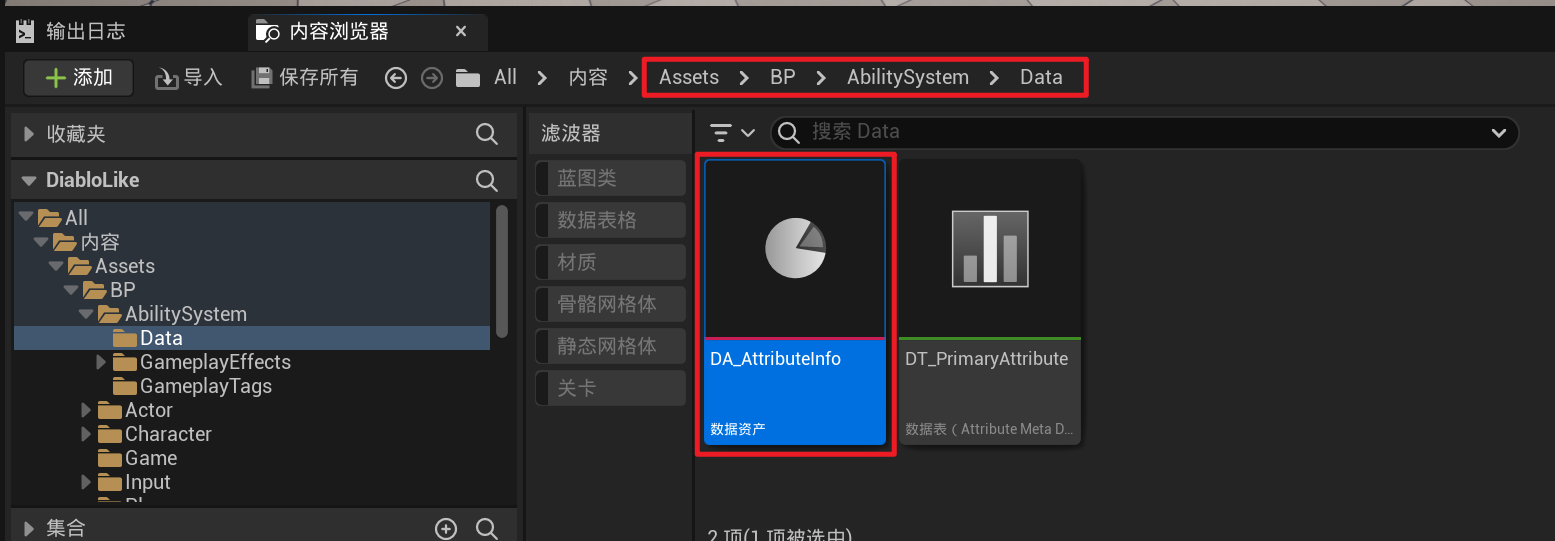 输出日志
内容浏览器
添加 导入 保存所有 All 内容 Assets BP AbilitySystem Data
收藏夹
DiabloLike
All
内容
Assets
BP
AbilitySystem
Data
GameplayEffects
GameplayTags
Actor
Character
Game
Input
集合
滤波器
蓝图类
数据表格
材质
骨骼网格体
静态网格体
关卡
搜索 Data
DA_AttributeInfo
数据资产
DT_PrimaryAttribute
数据表（Attribute Meta D...
2 项(1 项被选中)